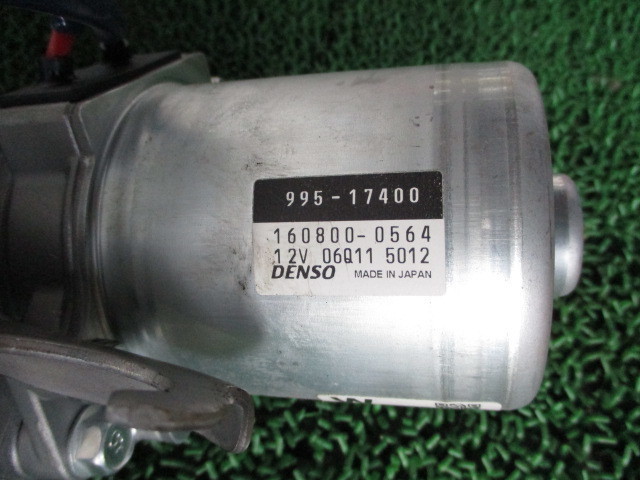 995-17400
160800-0564
12V 06Q11 5012
DENSO MADE IN JAPAN